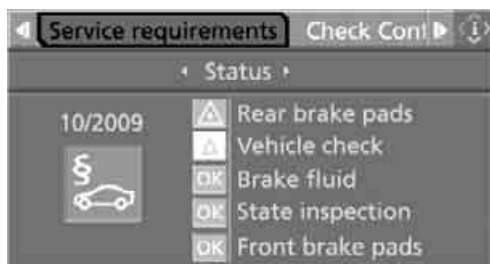 Service requirements Check Cont
Status
10/2009
Rear brake pads
Vehicle check
§
OK Brake fluid
OK State inspection
OK Front brake pads